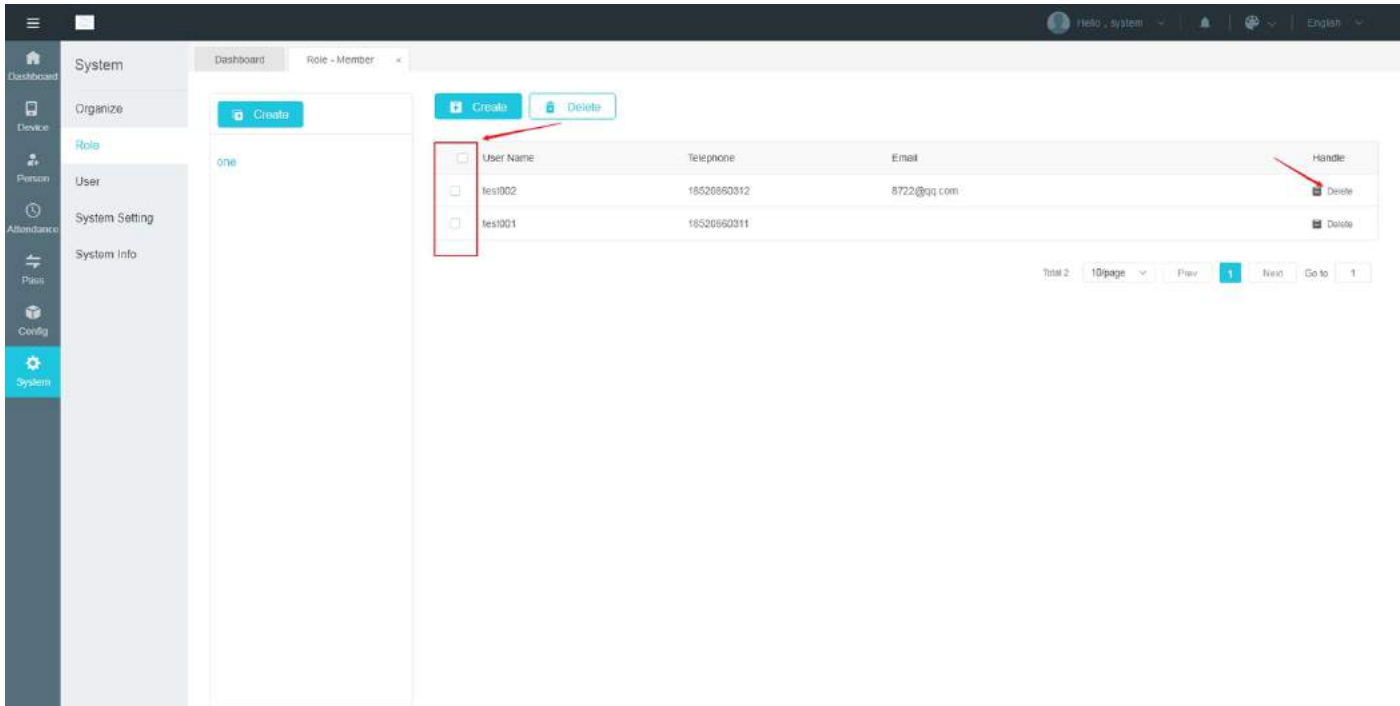 Hello , system English
Dashboard
Device
Person
Attendance
Pass
Config
System
System
Organize
Role
User
System Setting
System Info
Dashboard Role - Member ×
Create
one
Create Delete
User Name Telephone Email Handle
test002 18520860312 8722@qq.com Delete
test001 18520860311 Delete
Total 2 10/page Prev 1 Next Go to 1